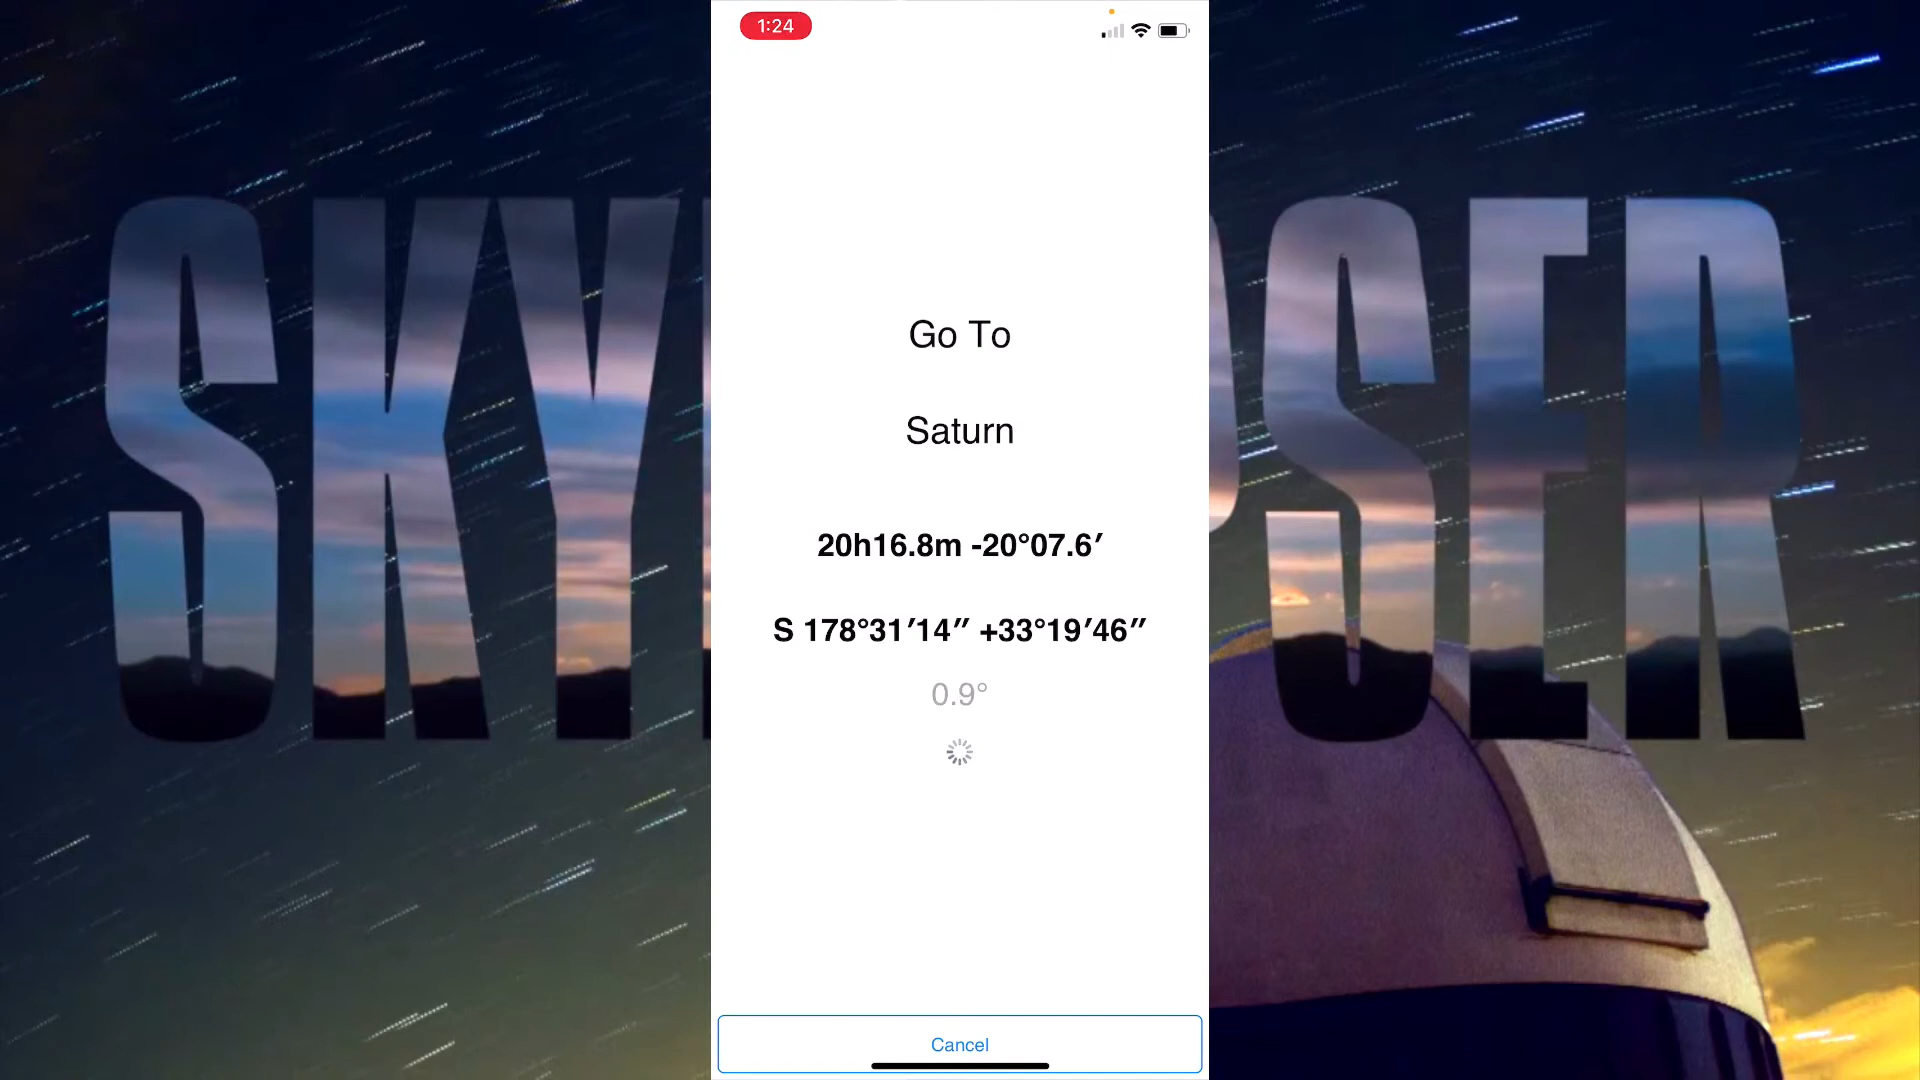 1:24
Go To
Saturn
20h16.8m -20°07.6′
S 178°31′14″ +33°19′46″
0.9°
Cancel